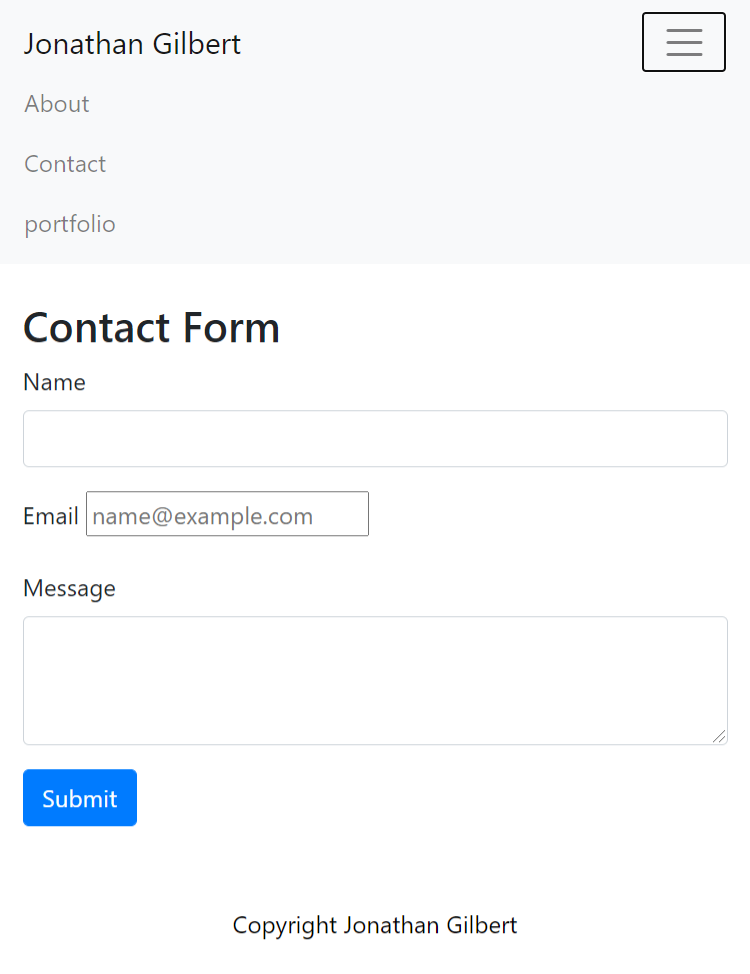 Jonathan Gilbert
About
Contact
portfolio
Contact Form
Name
Email name@example.com
Message
Submit
Copyright Jonathan Gilbert